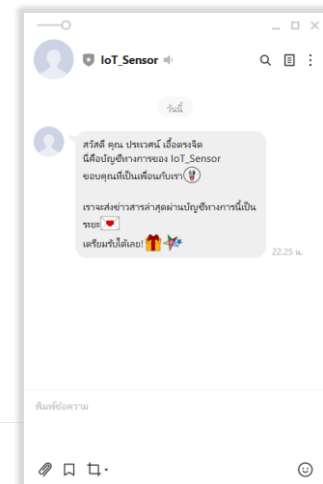 IoT_Sensor
วันนี้
สวัสดี คุณ ประเวศน์ เอื้อตรงจิต
นี่คือบัญชีทางการของ IoT_Sensor
ขอบคุณที่เป็นเพื่อนกับเรา
เราจะส่งข่าวสารล่าสุดผ่านบัญชีทางการนี้เป็น
ระยะ
เตรียมรับได้เลย!
22.25 น.
พิมพ์ข้อความ